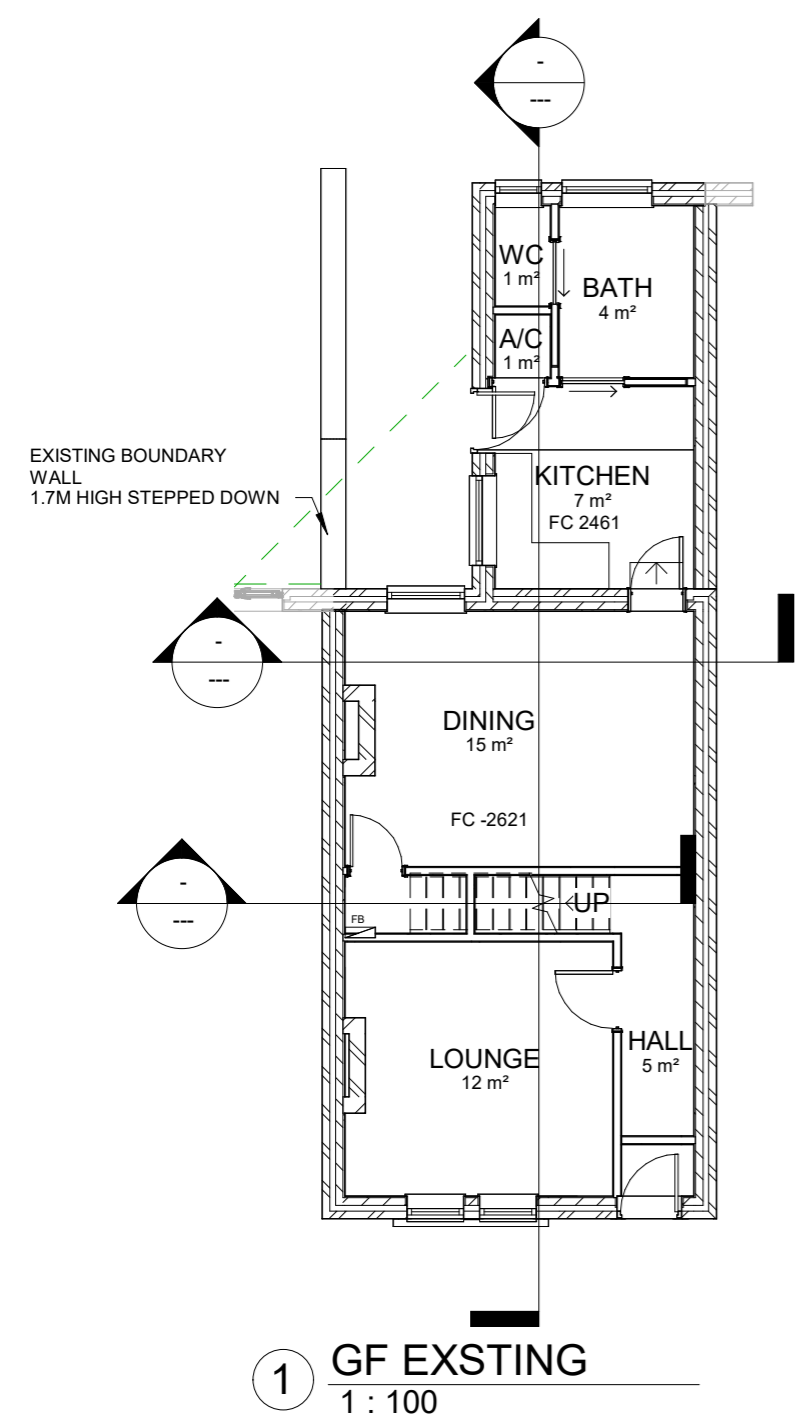 -
---
WC
1 m²
BATH
4 m²
A/C
1 m²
EXISTING BOUNDARY
WALL
1.7M HIGH STEPPED DOWN
KITCHEN
7 m²
FC 2461
-
---
DINING
15 m²
FC -2621
-
---
UP
FB
LOUNGE
12 m²
HALL
5 m²
1
GF EXSTING
1 : 100